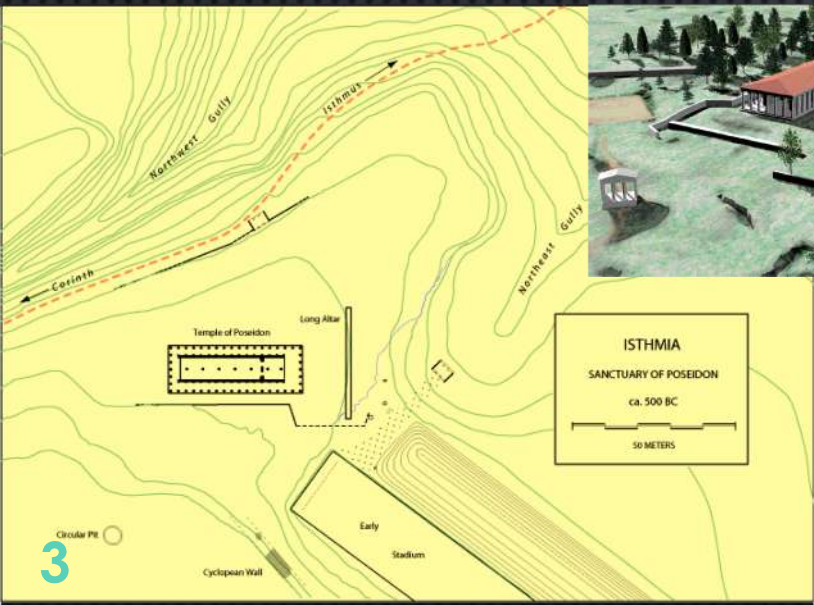 Northwest Gully
Isthmus
Corinth
Northeast Gully
Long Altar
Temple of Poseidon
ISTHMIA
SANCTUARY OF POSEIDON
ca. 500 BC
50 METERS
Early
Stadium
Circular Pit
Cyclopean Wall
3